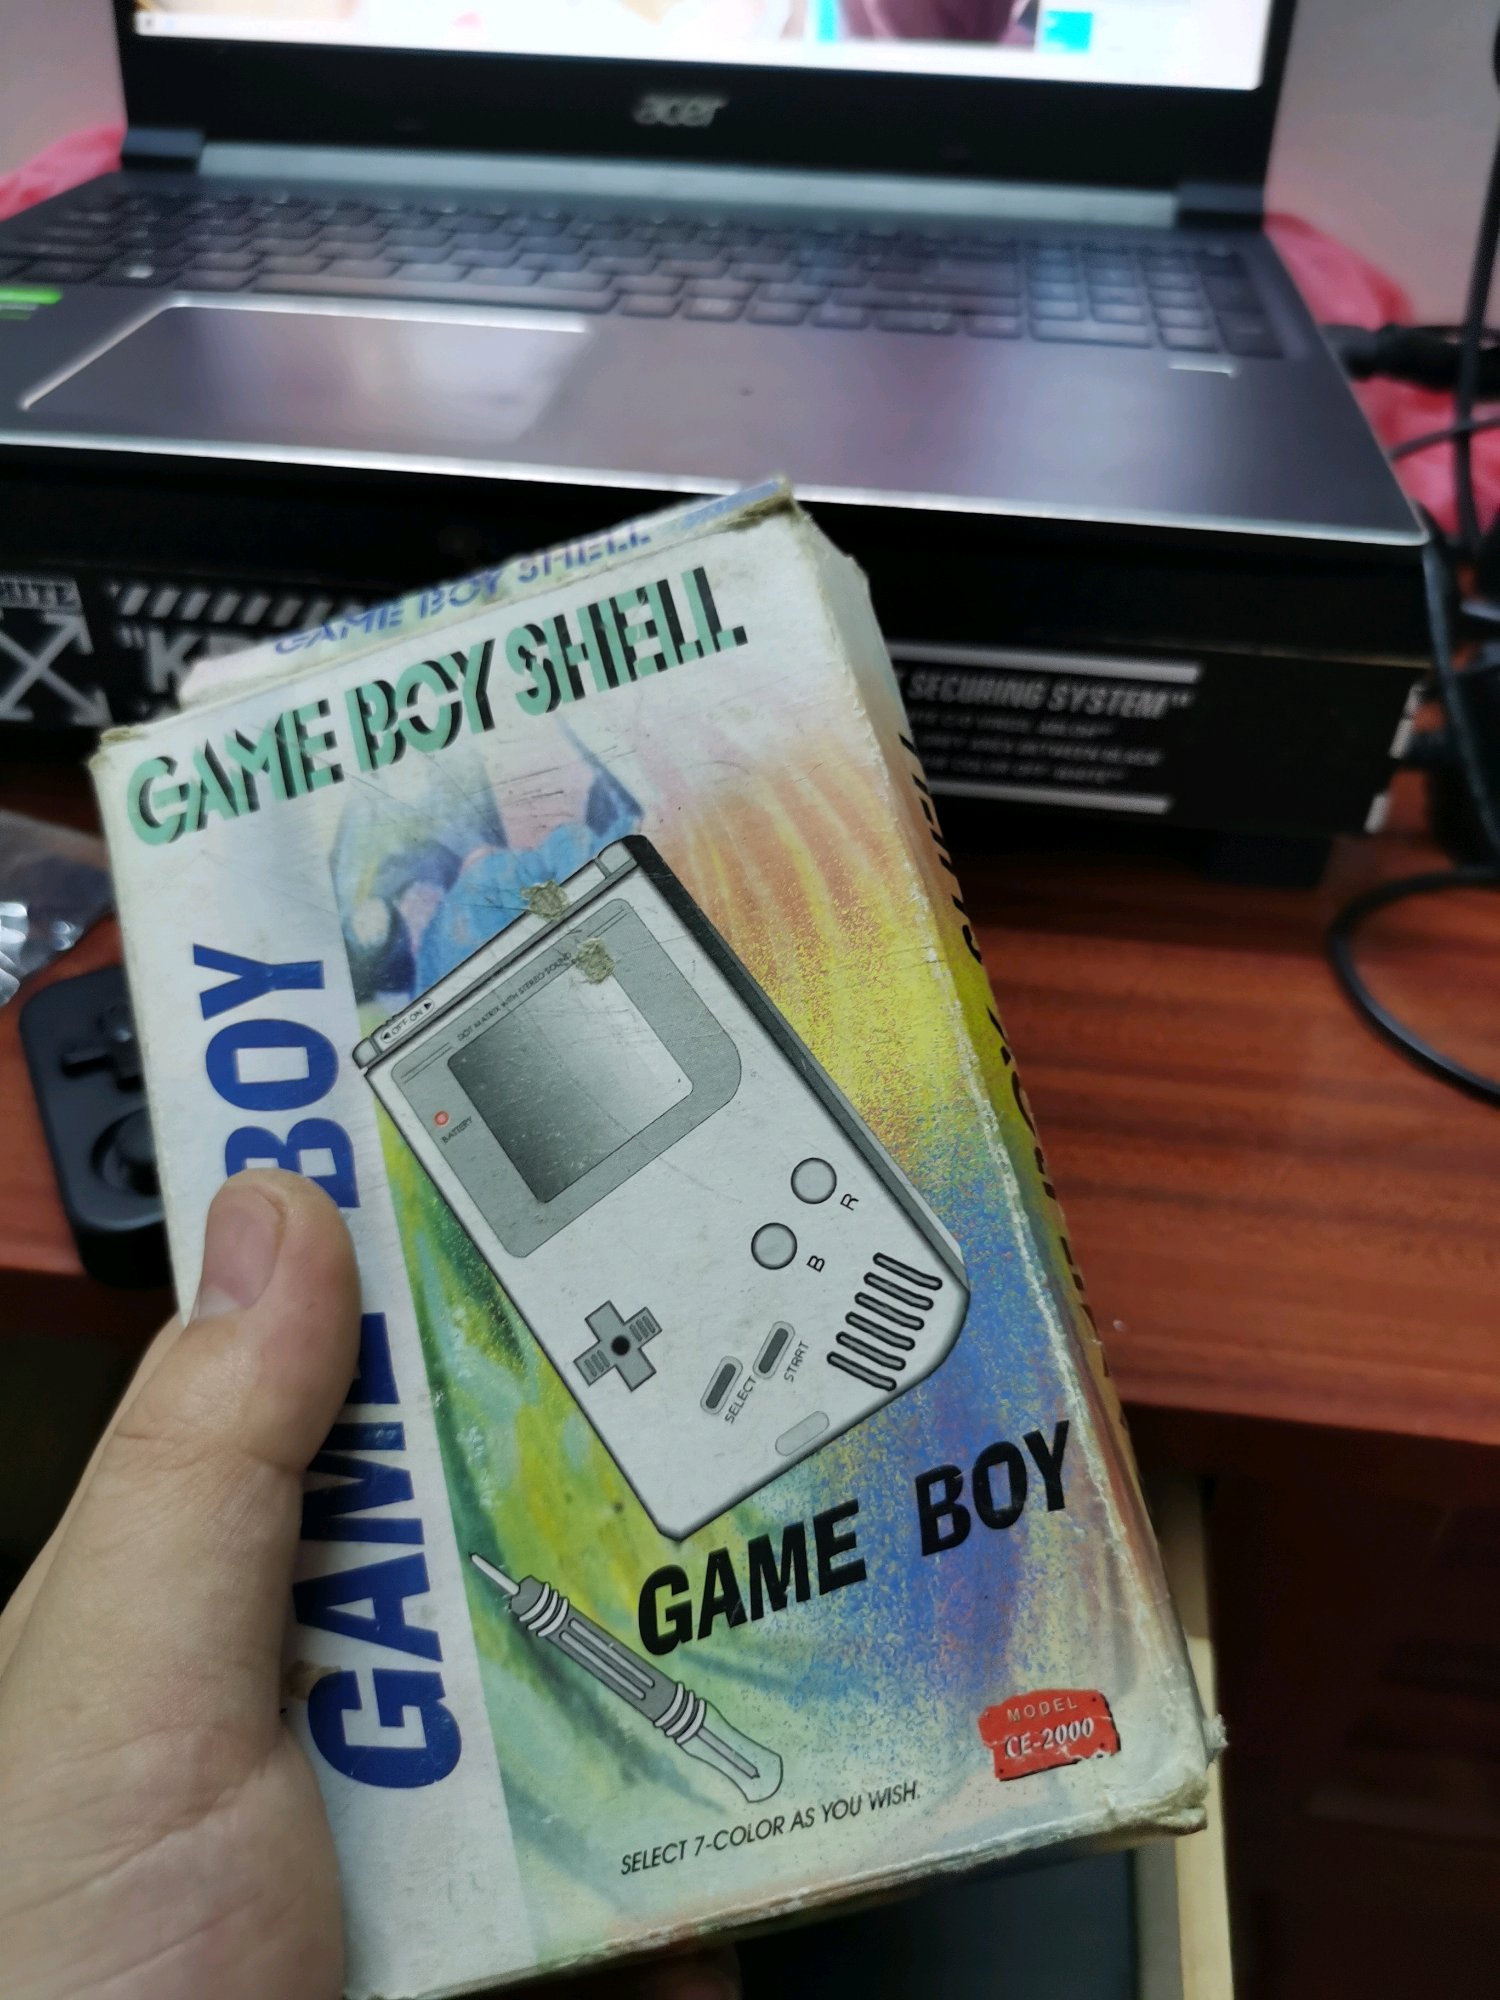 acer
"SECURING SYSTEM"
GAME BOY SHELL
GAME BOY SHELL
GAME BOY
OFF ON
DOT MATRIX WITH STEREO SOUND
BATTERY
R
B
SELECT
START
GAME BOY
MODEL
CE-2000
SELECT 7-COLOR AS YOU WISH.